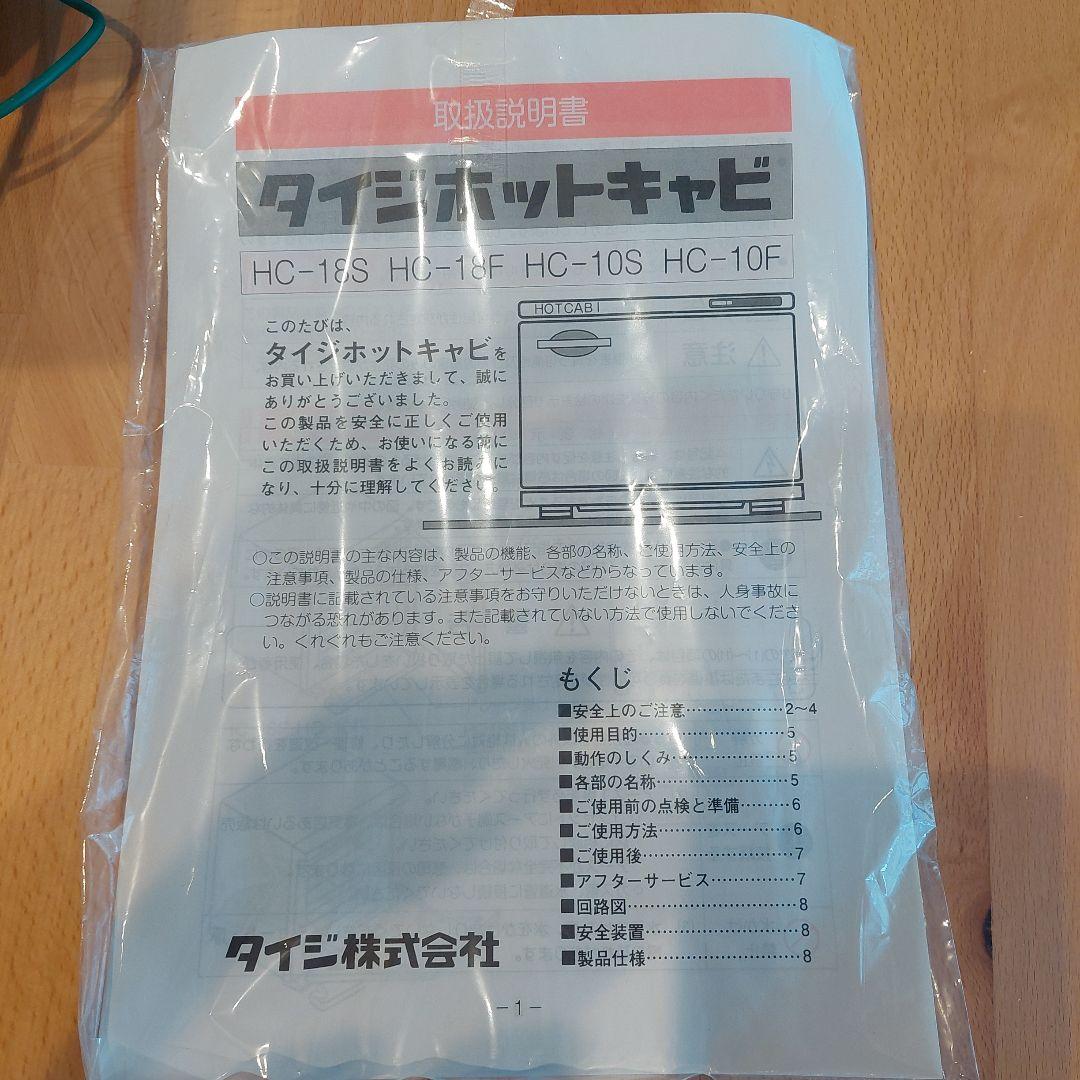 取扱説明書
タイジホットキャビ
HC-18S HC-18F HC-10S HC-10F
HOTCABI
このたびは、
タイジホットキャビを
お買い上げいただきまして、誠に
ありがとうございました。
この製品を安全に正しくご使用
いただくため、お使いになる前に
この取扱説明書をよくお読みに
なり、十分に理解してください。
○この説明書の主な内容は、製品の機能、各部の名称、ご使用方法、安全上の
注意事項、製品の仕様、アフターサービスなどからなっています。
○説明書に記載されている注意事項をお守りいただけないときは、人身事故に
つながる恐れがあります。また記載されていない方法で使用しないでくださ
い。くれぐれもご注意ください。
もくじ
■安全上のご注意………………2〜4
■使用目的………………………5
■動作のしくみ…………………5
■各部の名称……………………5
■ご使用前の点検と準備………6
■ご使用方法……………………6
■ご使用後………………………7
■アフターサービス……………7
■回路図…………………………8
■安全装置………………………8
■製品仕様………………………8
タイジ株式会社
－1－